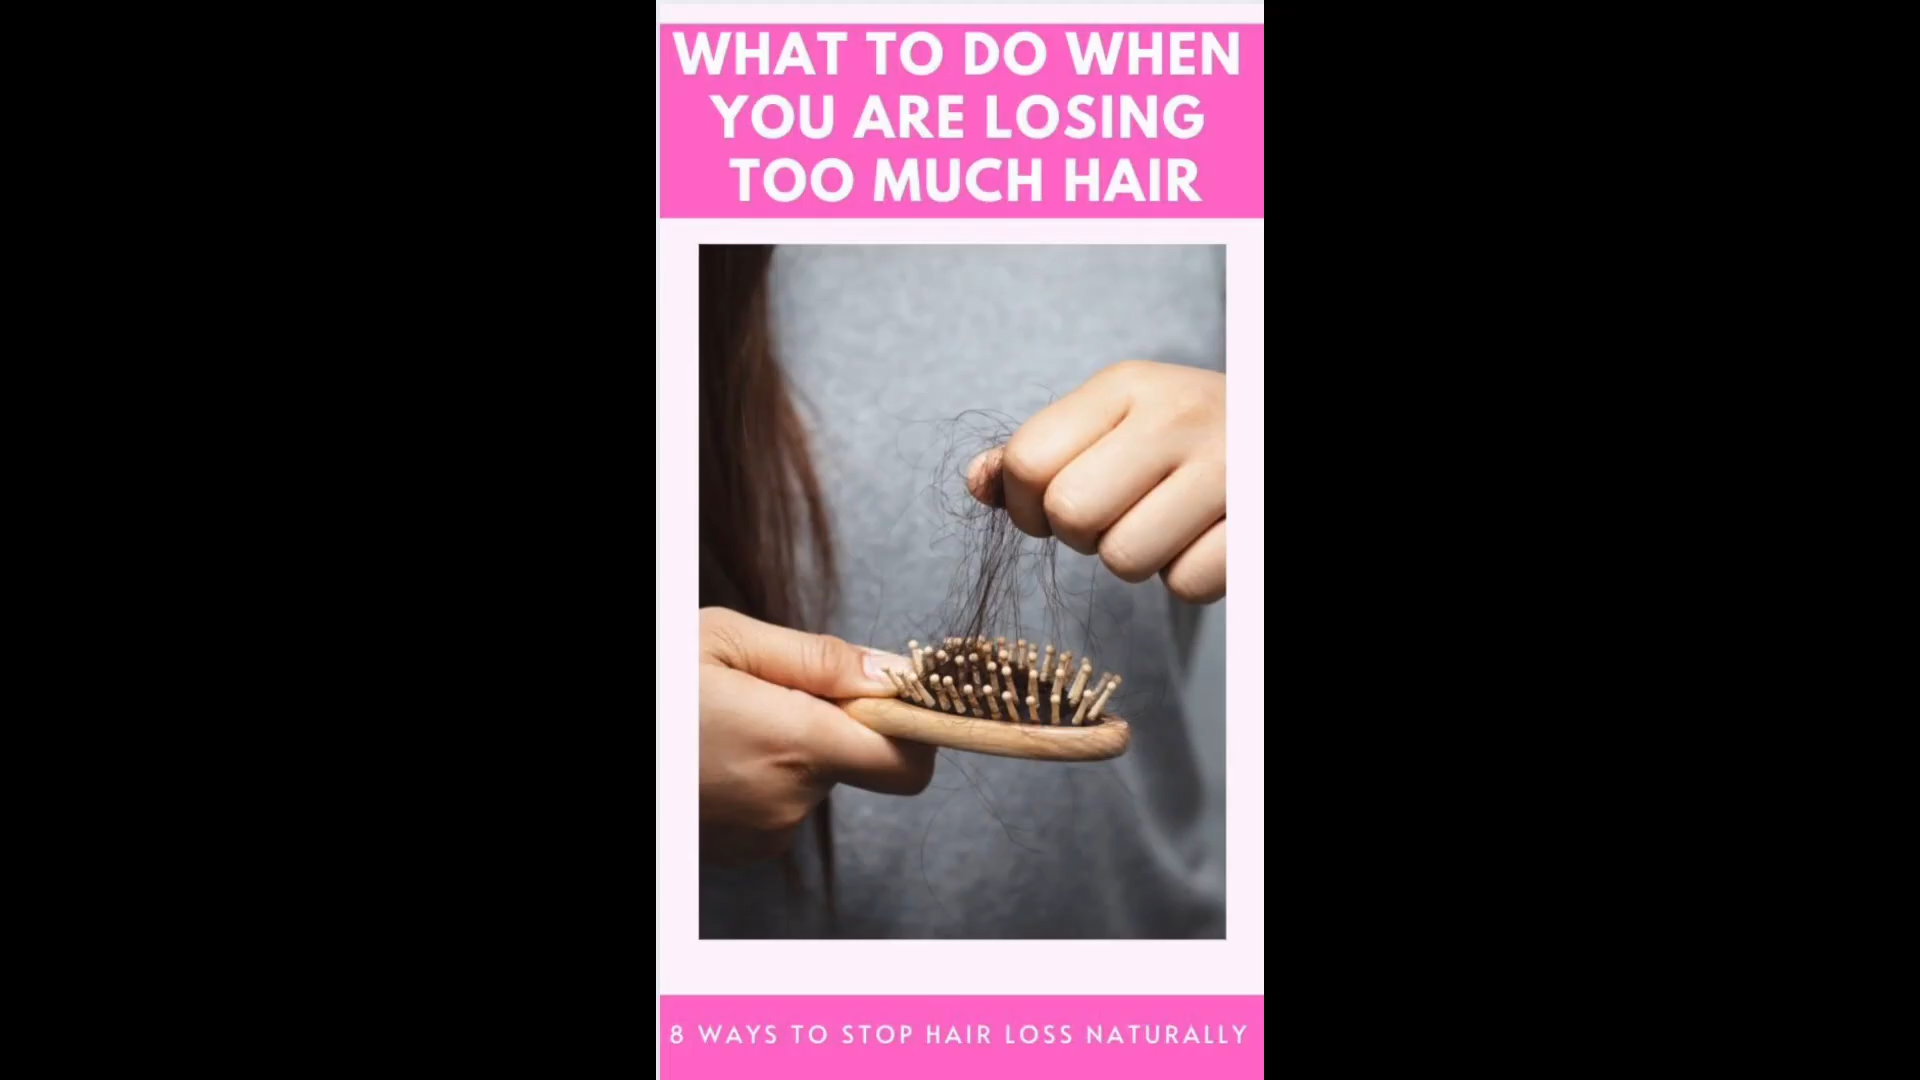 WHAT TO DO WHEN
YOU ARE LOSING
TOO MUCH HAIR
8 WAYS TO STOP HAIR LOSS NATURALLY